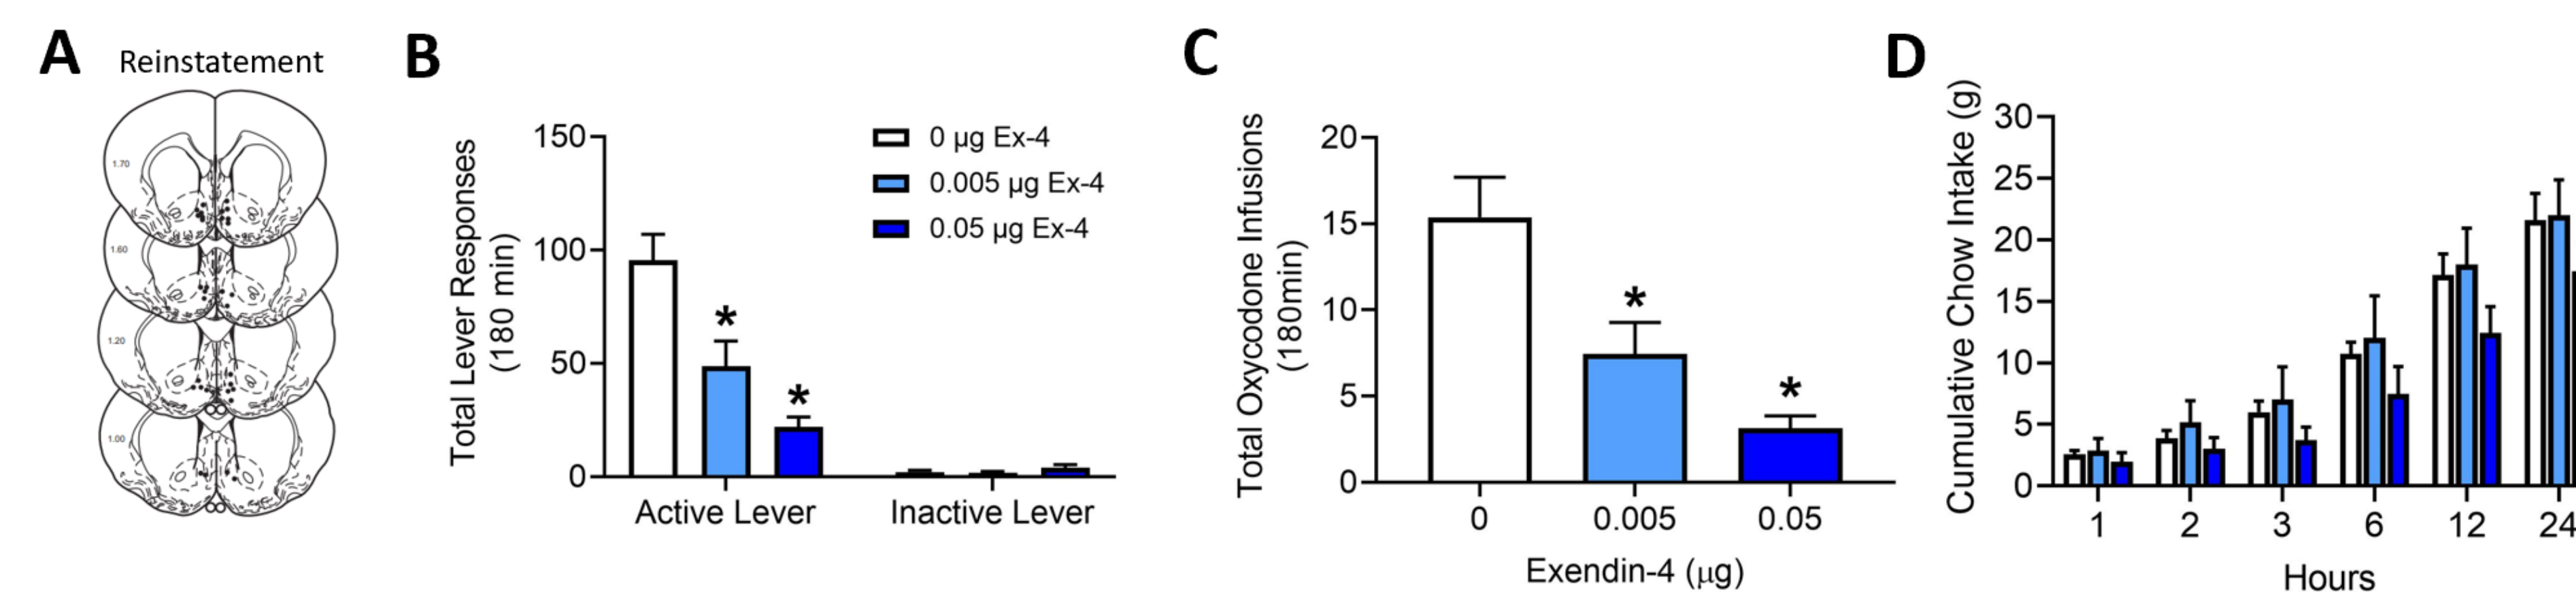 A
Reinstatement
1.70
1.60
1.20
1.00
B
Total Lever Responses
(180 min)
150
100
50
0
0 µg Ex-4
0.005 µg Ex-4
0.05 µg Ex-4
*
*
Active Lever
Inactive Lever
C
Total Oxycodone Infusions
(180min)
20
15
10
5
0
*
*
0
0.005
0.05
Exendin-4 (µg)
D
Cumulative Chow Intake (g)
30
25
20
15
10
5
0
1
2
3
6
12
24
Hours